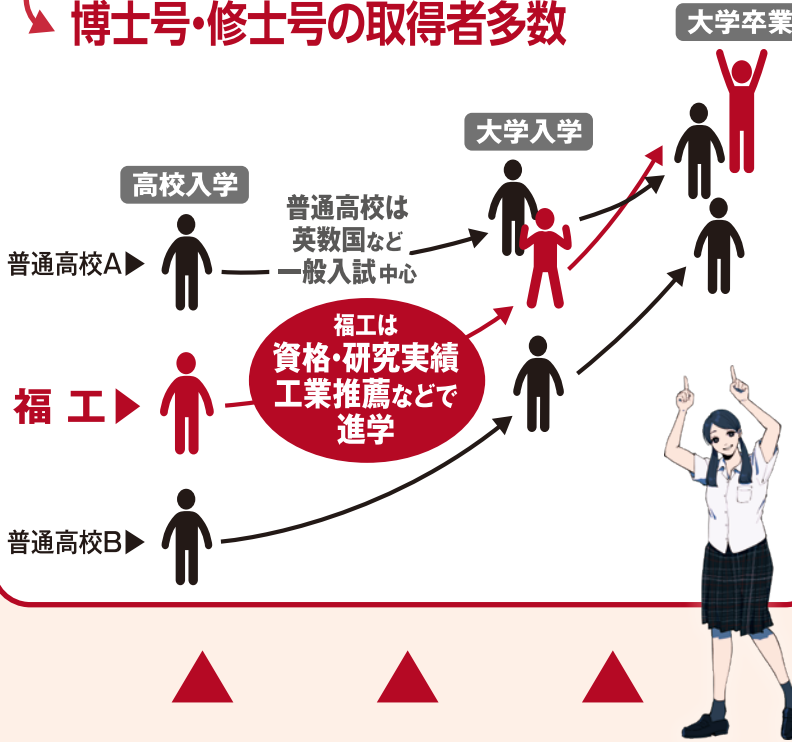 博士号・修士号の取得者多数
大学卒業
大学入学
高校入学
普通高校は
英数国など
一般入試中心
普通高校A▶
福工は
資格・研究実績
工業推薦などで
進学
福 工▶
普通高校B▶